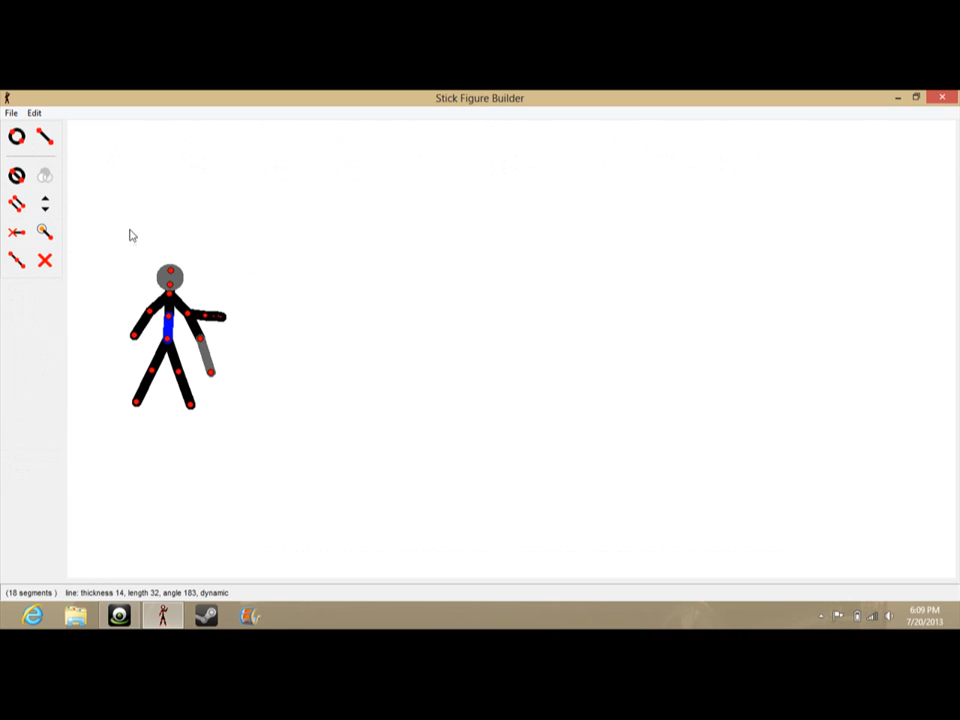 Stick Figure Builder
File Edit
(18 segments ) line: thickness 14, length 32, angle 183, dynamic
6:09 PM
7/20/2013